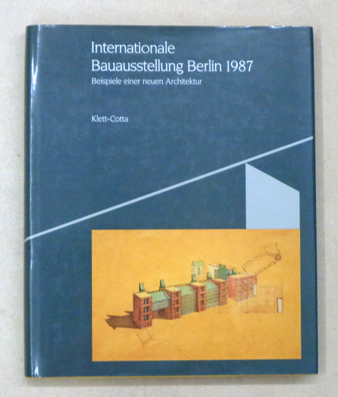 Internationale
Bauausstellung Berlin 1987
Beispiele einer neuen Architektur
Klett-Cotta